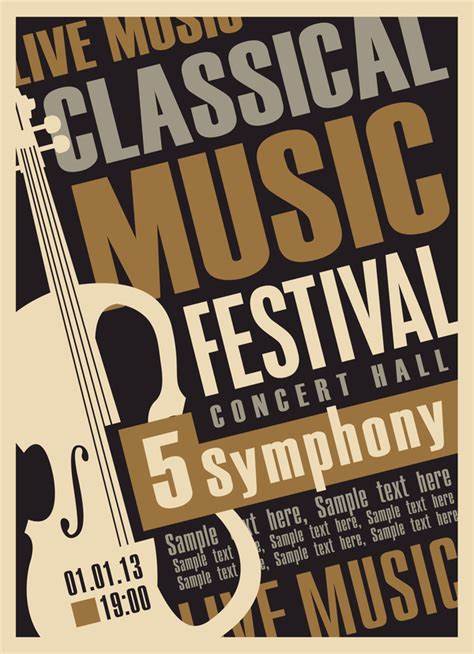 LIVE MUSIC
CLASSICAL
MUSIC
FESTIVAL
CONCERT HALL
5 Symphony
Sample text here, Sample text here
Sample text here, Sample text here,
Sample text here, Sample text here,
Sample text here, Sample text here
01.01.13
19:00
LIVE MUSIC